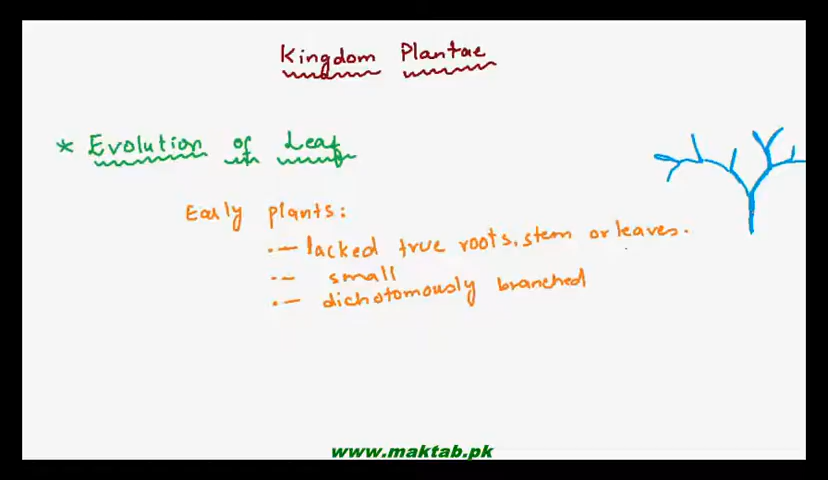 Kingdom Plantae
* Evolution of Leaf
Early plants:
.— lacked true roots, stem or leaves.
.— small
.— dichotomously branched
www.maktab.pk